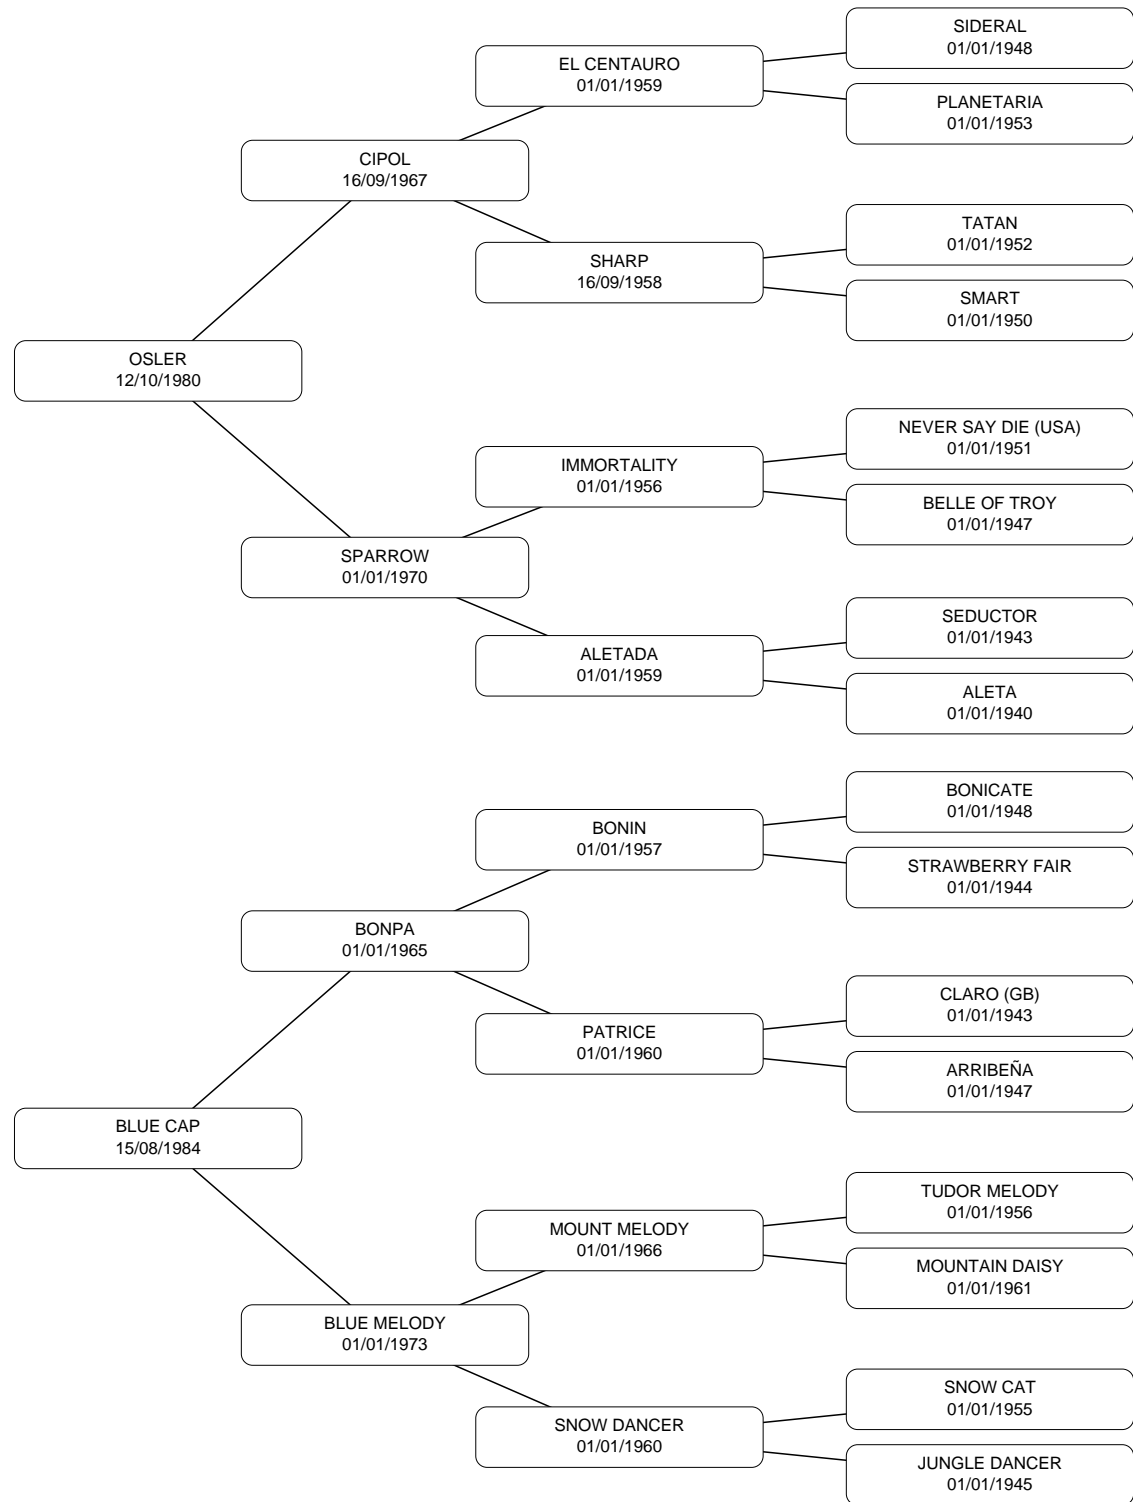 SIDERAL
01/01/1948
EL CENTAURO
01/01/1959
PLANETARIA
01/01/1953
CIPOL
16/09/1967
TATAN
01/01/1952
SHARP
16/09/1958
SMART
01/01/1950
OSLER
12/10/1980
NEVER SAY DIE (USA)
01/01/1951
IMMORTALITY
01/01/1956
BELLE OF TROY
01/01/1947
SPARROW
01/01/1970
SEDUCTOR
01/01/1943
ALETADA
01/01/1959
ALETA
01/01/1940
BONICATE
01/01/1948
BONIN
01/01/1957
STRAWBERRY FAIR
01/01/1944
BONPA
01/01/1965
CLARO (GB)
01/01/1943
PATRICE
01/01/1960
ARRIBEÑA
01/01/1947
BLUE CAP
15/08/1984
TUDOR MELODY
01/01/1956
MOUNT MELODY
01/01/1966
MOUNTAIN DAISY
01/01/1961
BLUE MELODY
01/01/1973
SNOW CAT
01/01/1955
SNOW DANCER
01/01/1960
JUNGLE DANCER
01/01/1945